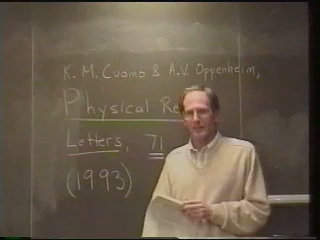 K. M. Cuomo & A.V. Oppenheim,
Physical Re
Letters, 71
(1993)